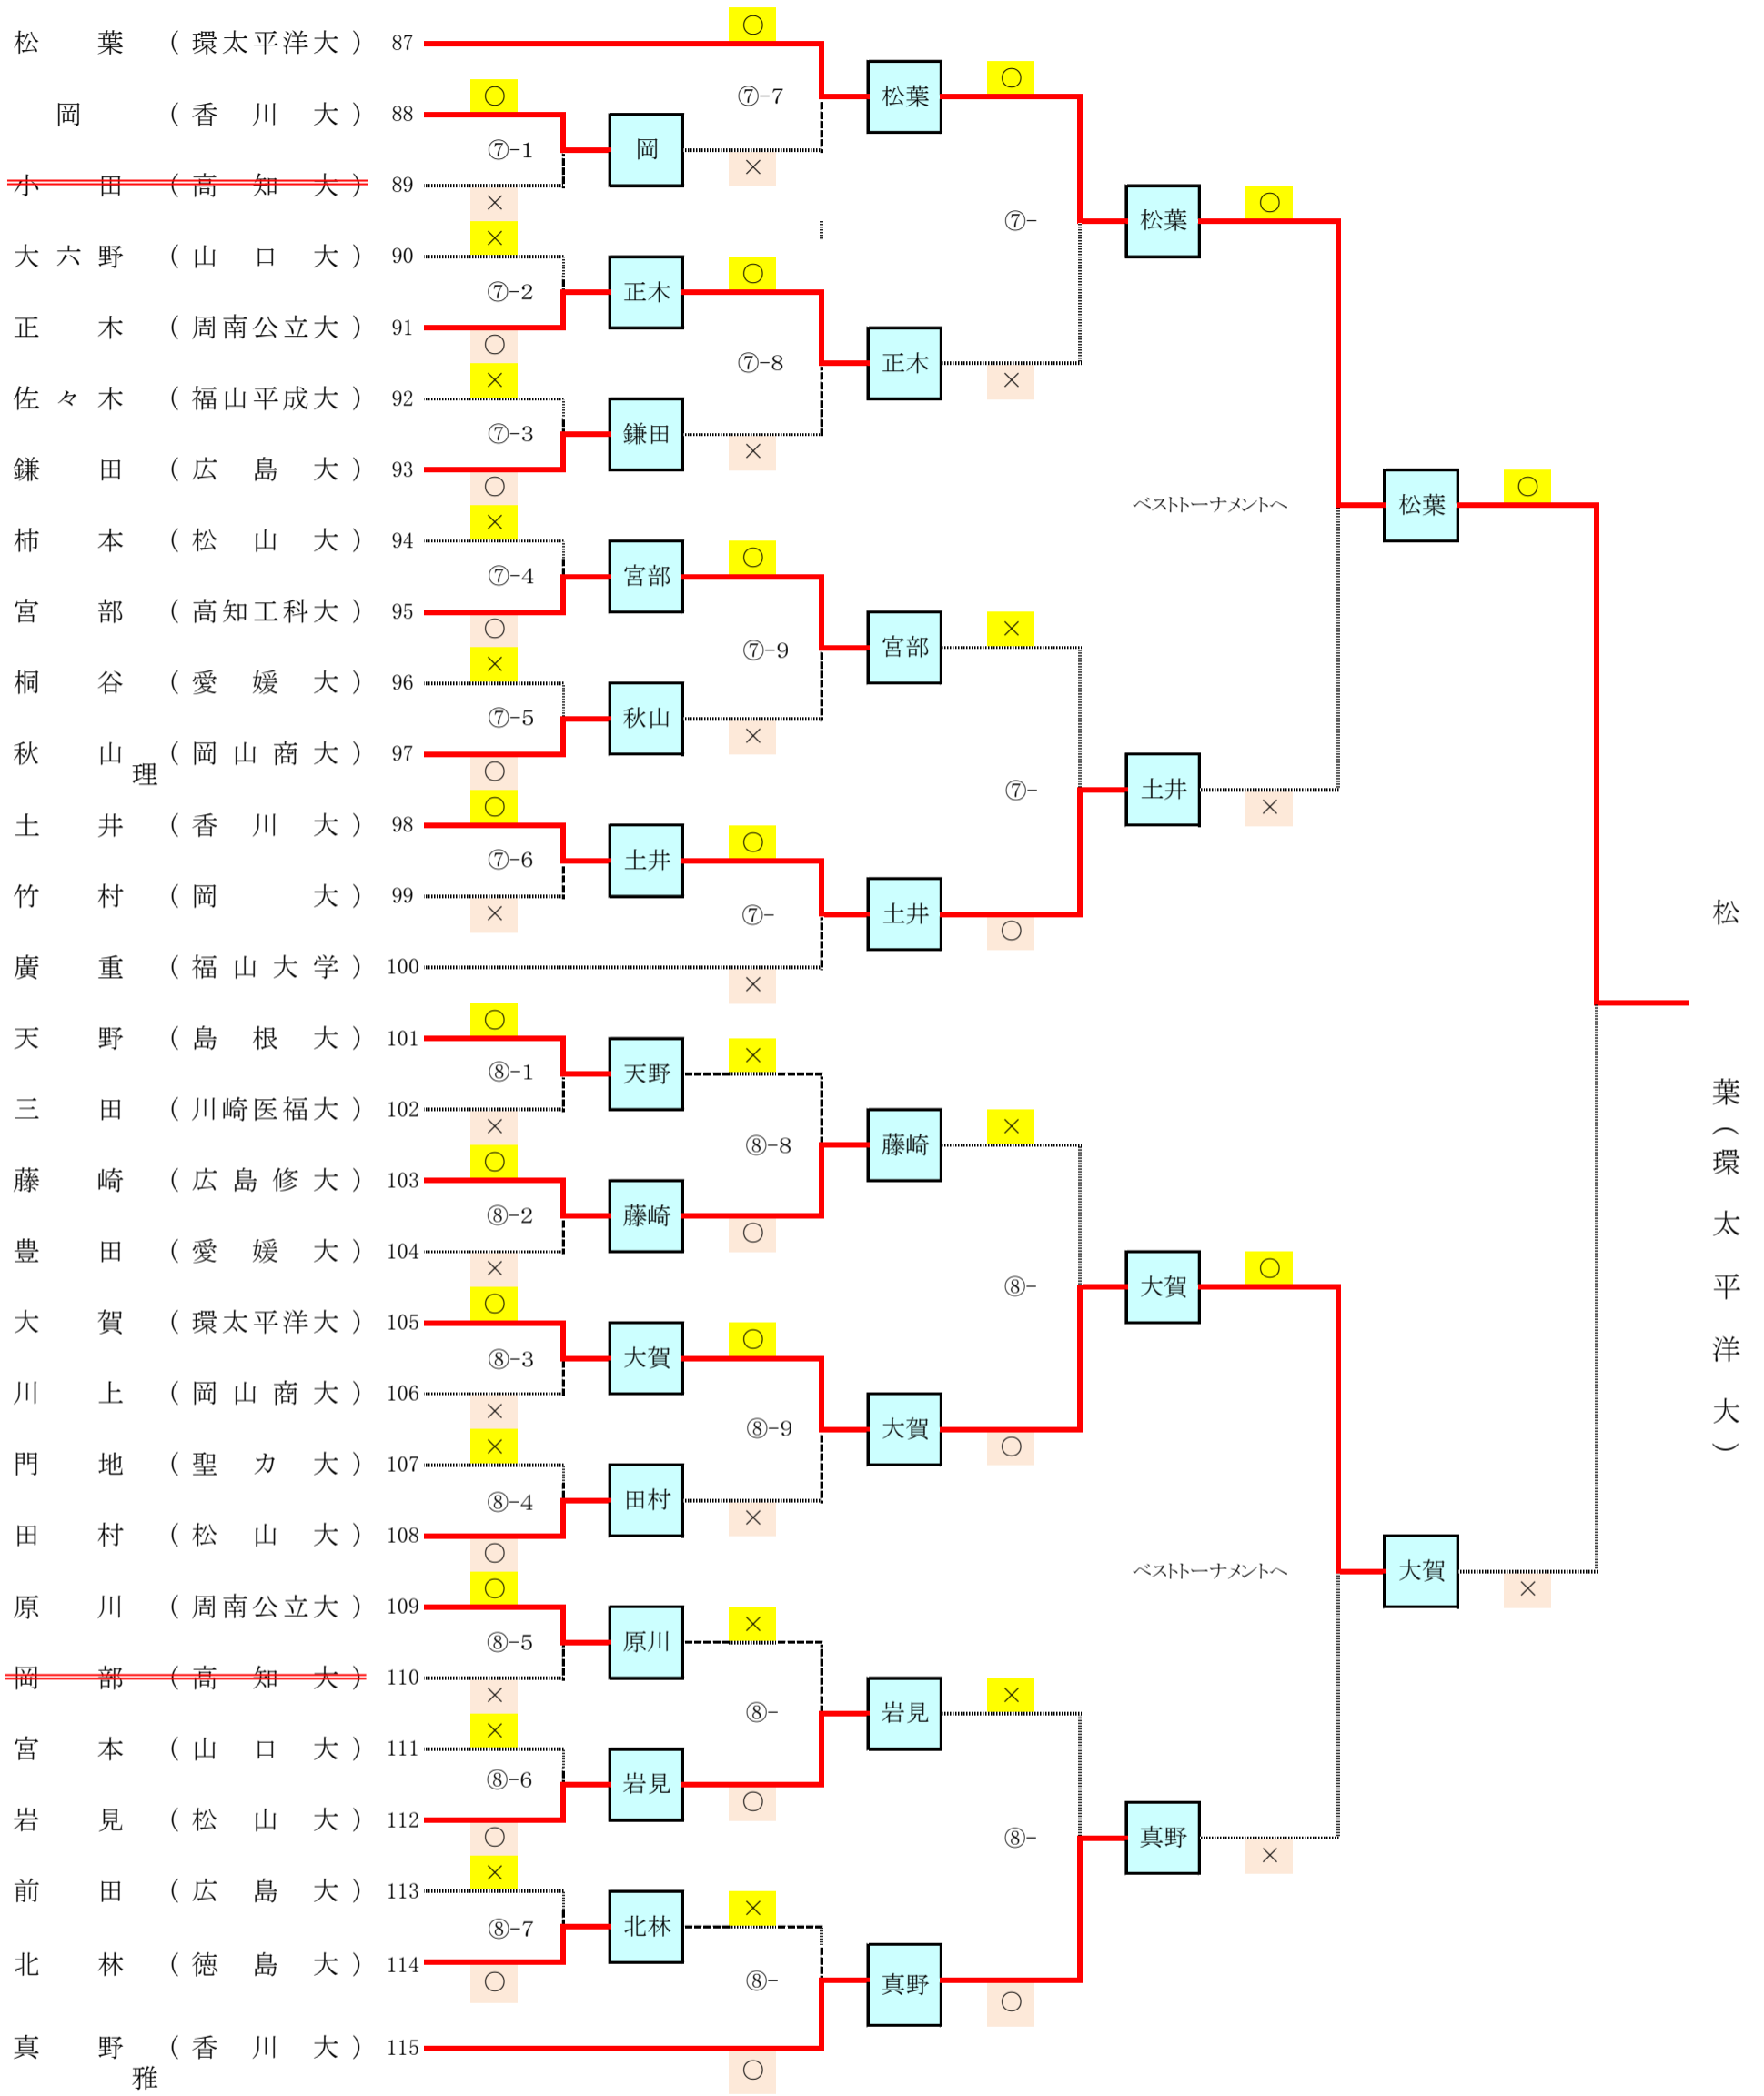 松葉（環太平洋大） 87
岡（香川大） 88
小田（高知大） 89
大六野（山口大） 90
正木（周南公立大） 91
佐々木（福山平成大） 92
鎌田（広島大） 93
柿本（松山大） 94
宮部（高知工科大） 95
桐谷（愛媛大） 96
秋山（岡山商大） 97
土井理（香川大） 98
竹村（岡大） 99
廣重（福山大学） 100
天野（島根大） 101
三田（川崎医福大） 102
藤崎（広島修大） 103
豊田（愛媛大） 104
大賀（環太平洋大） 105
川上（岡山商大） 106
門地（聖カ大） 107
田村（松山大） 108
原川（周南公立大） 109
岡部（高知大） 110
宮本（山口大） 111
岩見（松山大） 112
前田（広島大） 113
北林（徳島大） 114
真野雅（香川大） 115
○
⑦-1
×
×
⑦-2
○
×
⑦-3
○
×
⑦-4
○
×
⑦-5
○
○
⑦-6
×
○
⑧-1
×
○
⑧-2
×
○
⑧-3
×
×
⑧-4
○
○
⑧-5
×
×
⑧-6
○
×
⑧-7
○
岡
正木
鎌田
宮部
秋山
土井
天野
藤崎
大賀
田村
原川
岩見
北林
○
⑦-7
×
○
⑦-8
×
○
⑦-9
×
○
⑦-
×
×
⑧-8
○
○
⑧-9
×
×
⑧-
○
×
⑧-
○
松葉
正木
宮部
土井
藤崎
大賀
岩見
真野
○
⑦-
×
×
⑦-
○
×
⑧-
○
×
⑧-
○
松葉
土井
大賀
真野
○
ベストトーナメントへ
×
○
ベストトーナメントへ
×
松葉
大賀
○
×
松葉（環太平洋大）